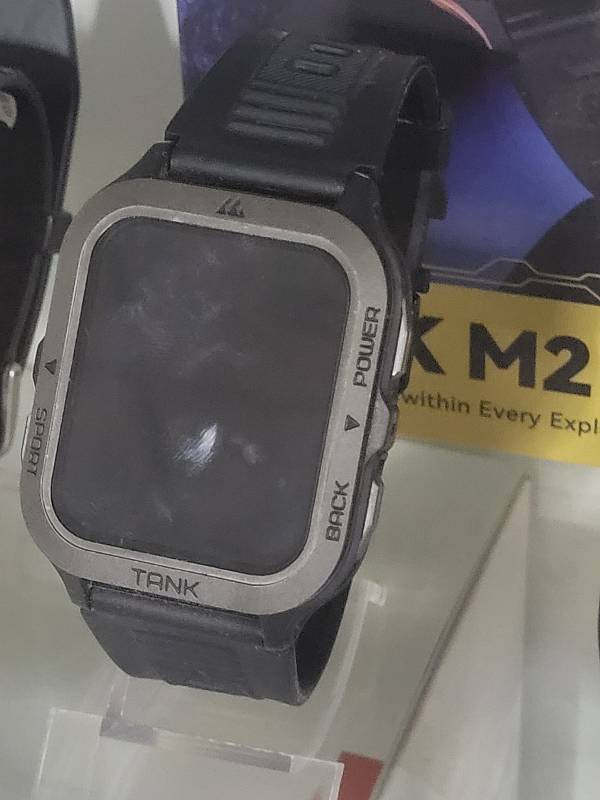 POWER
BACK
SPORT
TANK
K M2
within Every Expl